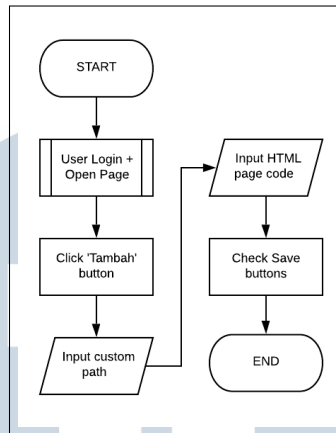 START
User Login +
Open Page
Click 'Tambah'
button
Input custom
path
Input HTML
page code
Check Save
buttons
END